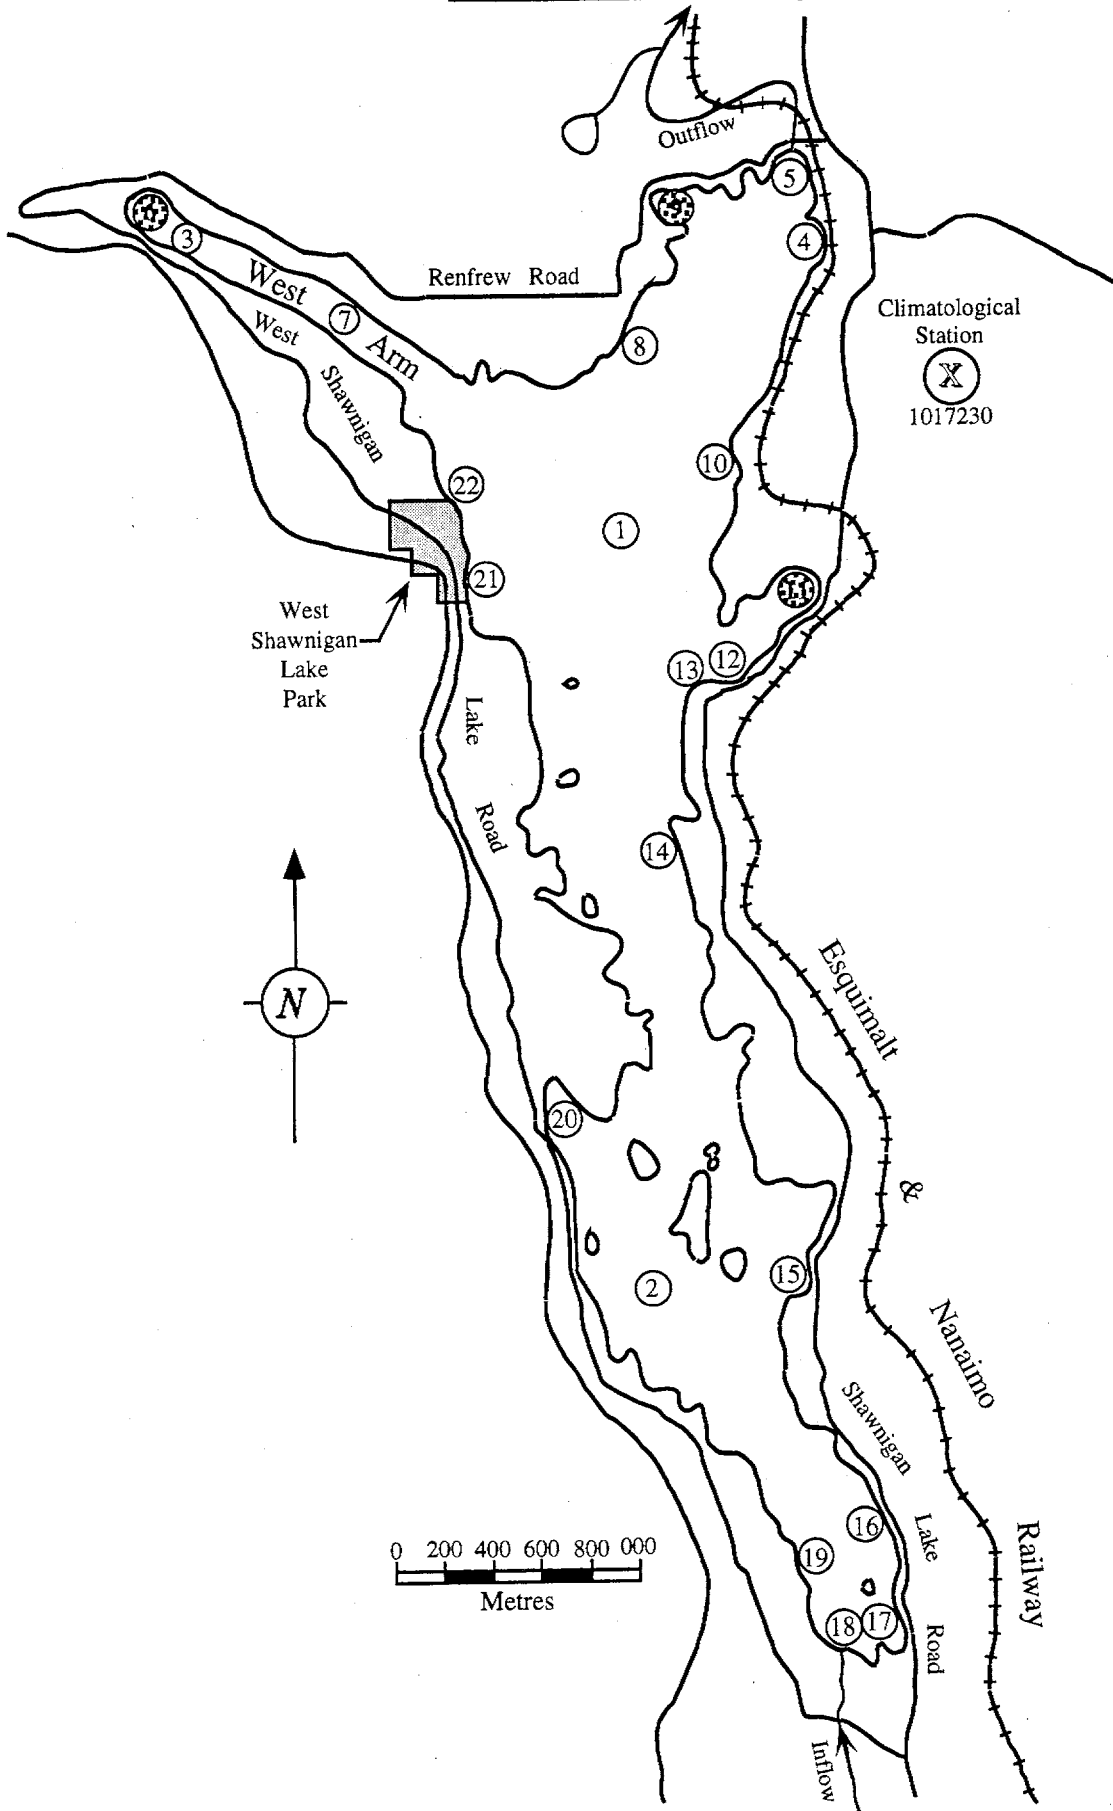 Outflow
5
3
4
Renfrew Road
West
Arm
7
8
West
Shawnigan
Climatological
Station
X
1017230
10
22
1
21
11
West
Shawnigan
Lake
Park
13
12
Lake
Road
14
N
Esquimalt
20
&
2
15
Nanaimo
Shawnigan
Lake
Road
16
19
0 200 400 600 800 000
Metres
18
17
Railway
Inflow